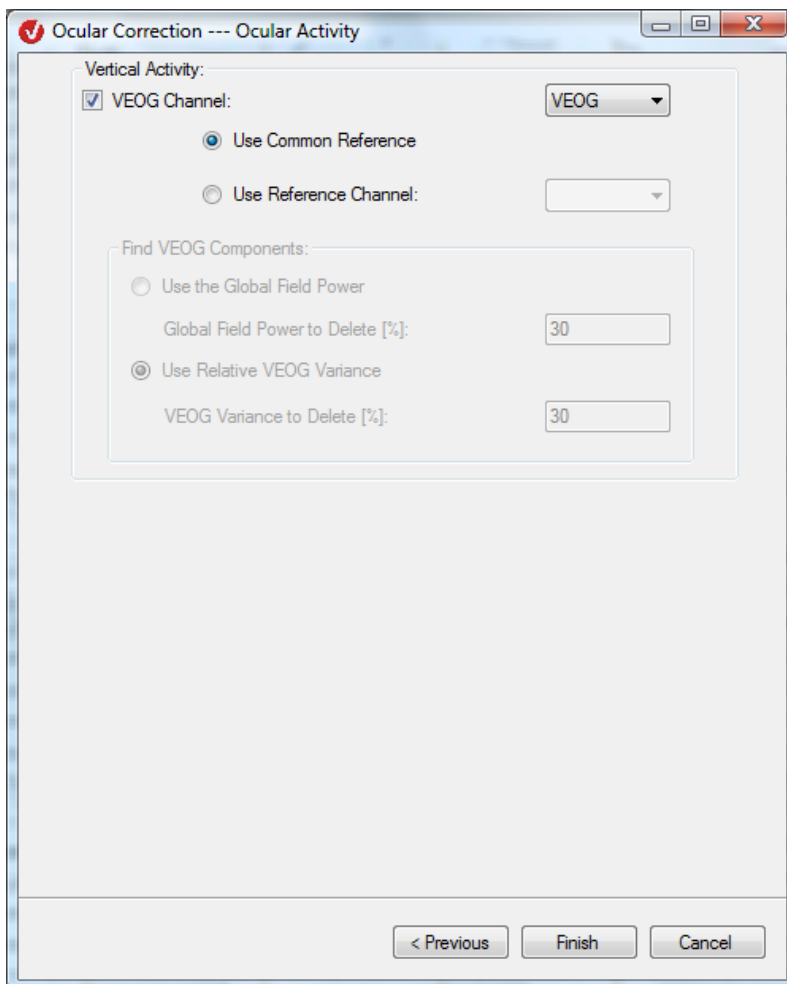 Ocular Correction --- Ocular Activity
Vertical Activity:
VEOG Channel: VEOG
Use Common Reference
Use Reference Channel:
Find VEOG Components:
Use the Global Field Power
Global Field Power to Delete [%]: 30
Use Relative VEOG Variance
VEOG Variance to Delete [%]: 30
< Previous Finish Cancel